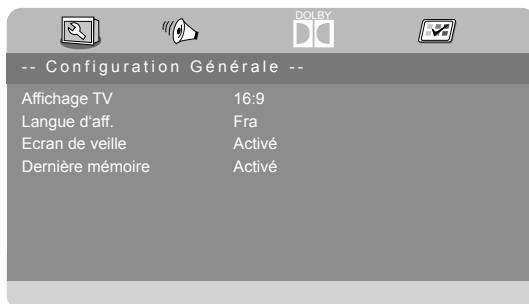 DOLBY
-- Configuration Générale --
Affichage TV 16:9
Langue d‘aff. Fra
Ecran de veille Activé
Dernière mémoire Activé